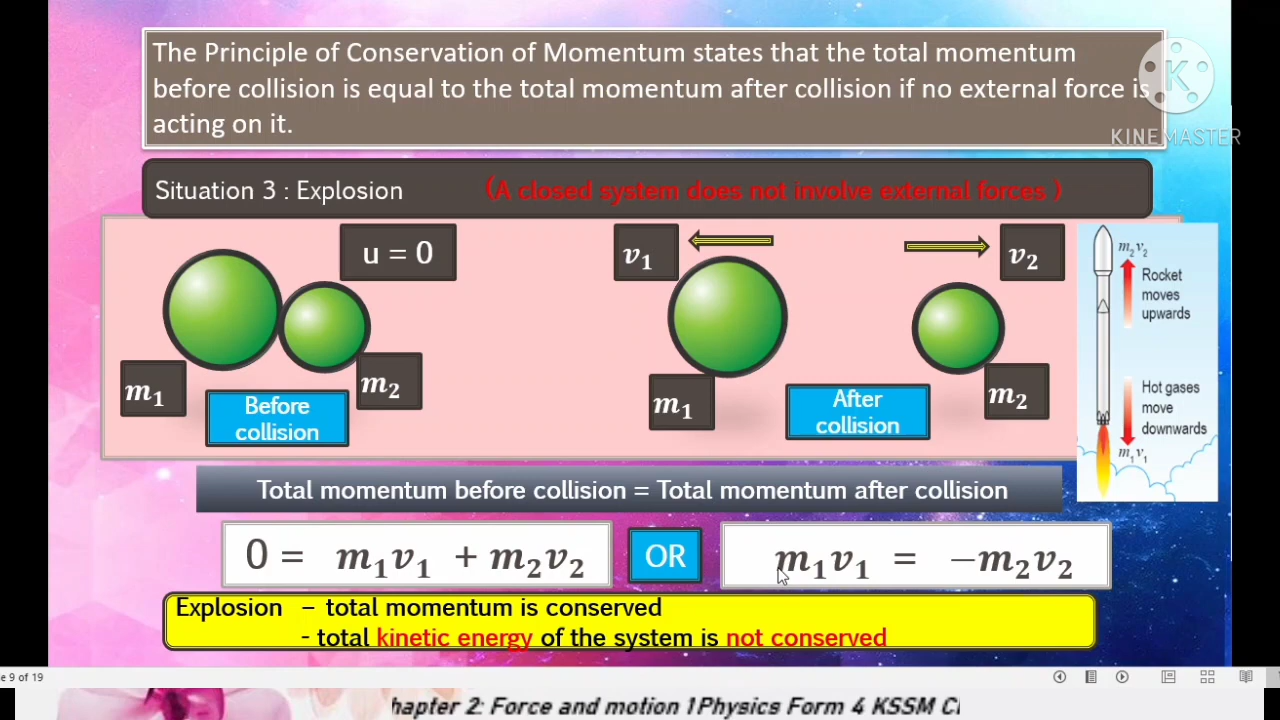 The Principle of Conservation of Momentum states that the total momentum
before collision is equal to the total momentum after collision if no external force is
acting on it.
K
KINEMASTER
Situation 3 : Explosion (A closed system does not involve external forces )
u = 0
v₁
v₂
m₁
m₂
Before
collision
m₁
m₂
After
collision
m₂v₂
Rocket
moves
upwards
Hot gases
move
downwards
m₁v₁
Total momentum before collision = Total momentum after collision
0 = m₁v₁ + m₂v₂
OR
m₁v₁ = −m₂v₂
Explosion – total momentum is conserved
- total kinetic energy of the system is not conserved
e 9 of 19
hapter 2: Force and motion 1Physics Form 4 KSSM